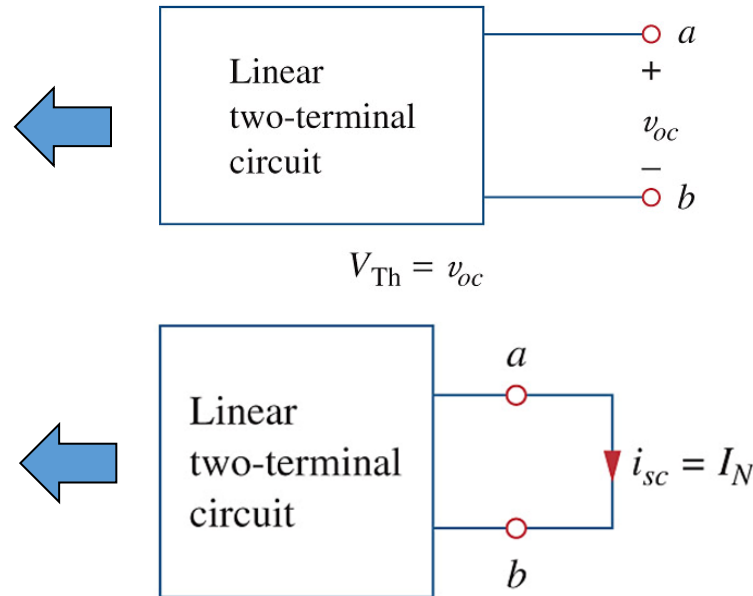 Linear
two-terminal
circuit
a
+
v_oc
−
b
V_Th = v_oc
Linear
two-terminal
circuit
a
i_sc = I_N
b